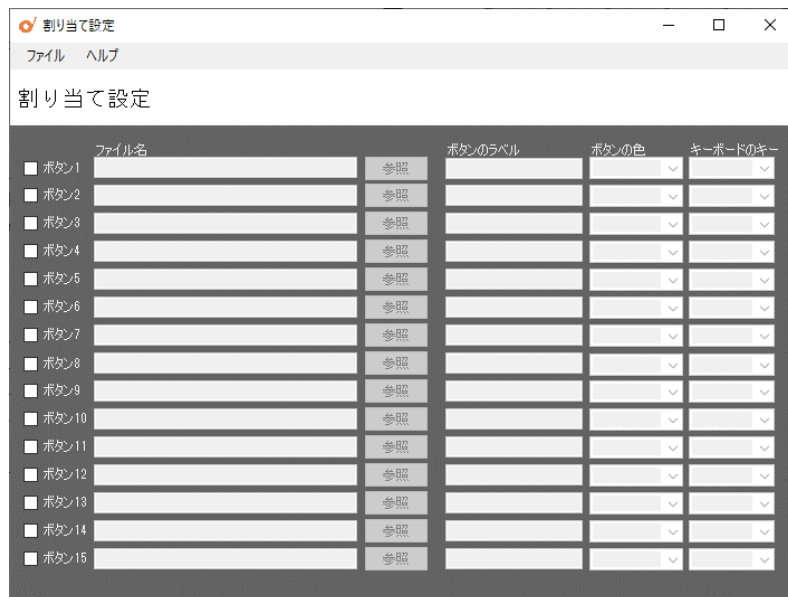 割り当て設定
ファイル ヘルプ
割り当て設定
ファイル名 ボタンのラベル ボタンの色 キーボードのキー
ボタン1 参照
ボタン2 参照
ボタン3 参照
ボタン4 参照
ボタン5 参照
ボタン6 参照
ボタン7 参照
ボタン8 参照
ボタン9 参照
ボタン10 参照
ボタン11 参照
ボタン12 参照
ボタン13 参照
ボタン14 参照
ボタン15 参照